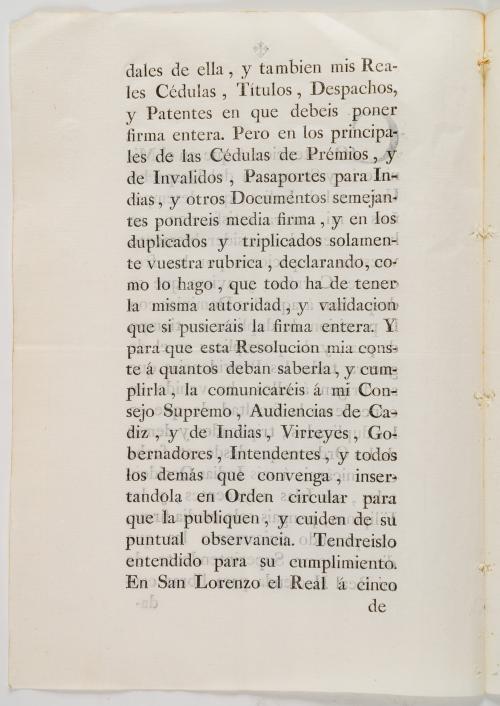 dales de ella, y tambien mis Rea-
les Cédulas, Titulos, Despachos,
y Patentes en que debeis poner
firma entera. Pero en los principa-
les de las Cédulas de Prémios, y
de Invalidos, Pasaportes para In-
dias, y otros Documentos semejan-
tes pondreis media firma, y en los
duplicados y triplicados solamen-
te vuestra rubrica, declarando, co-
mo lo hago, que todo ha de tener
la misma autoridad, y validacion
que si pusieráis la firma entera. Y
para que esta Resolucion mia cons-
te á quantos deban saberla, y cum-
plirla, la comunicaréis á mi Con-
sejo Supremo, Audiencias de Ca-
diz, y de Indias, Virreyes, Go-
bernadores, Intendentes, y todos
los demás que convenga, inser-
tandola en Orden circular para
que la publiquen, y cuiden de su
puntual observancia. Tendreislo
entendido para su cumplimiento.
En San Lorenzo el Real á cinco
de